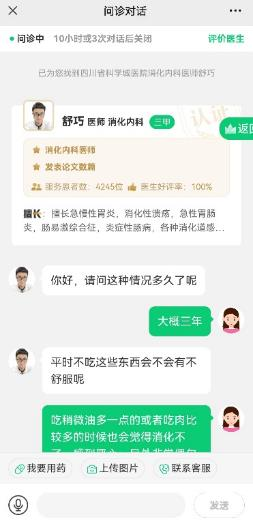 问诊对话
问诊中 10小时或3次对话后关闭 评价医生
已为您找到四川省科学城医院消化内科医师舒巧
舒巧 医师 消化内科 三甲
认证
返回
消化内科医师
发表论文数篇
服务患者数：4245位 医生好评率：100%
擅长：擅长急慢性胃炎，消化性溃疡，急性胃肠
炎，肠易激综合征，炎症性肠病，各种消化道感...
你好，请问这种情况多久了呢
大概三年
平时不吃这些东西会不会有不
舒服呢
吃稍微油多一点的或者吃肉比
较多的时候也会觉得消化不
我要用药 上传图片 联系客服
发送